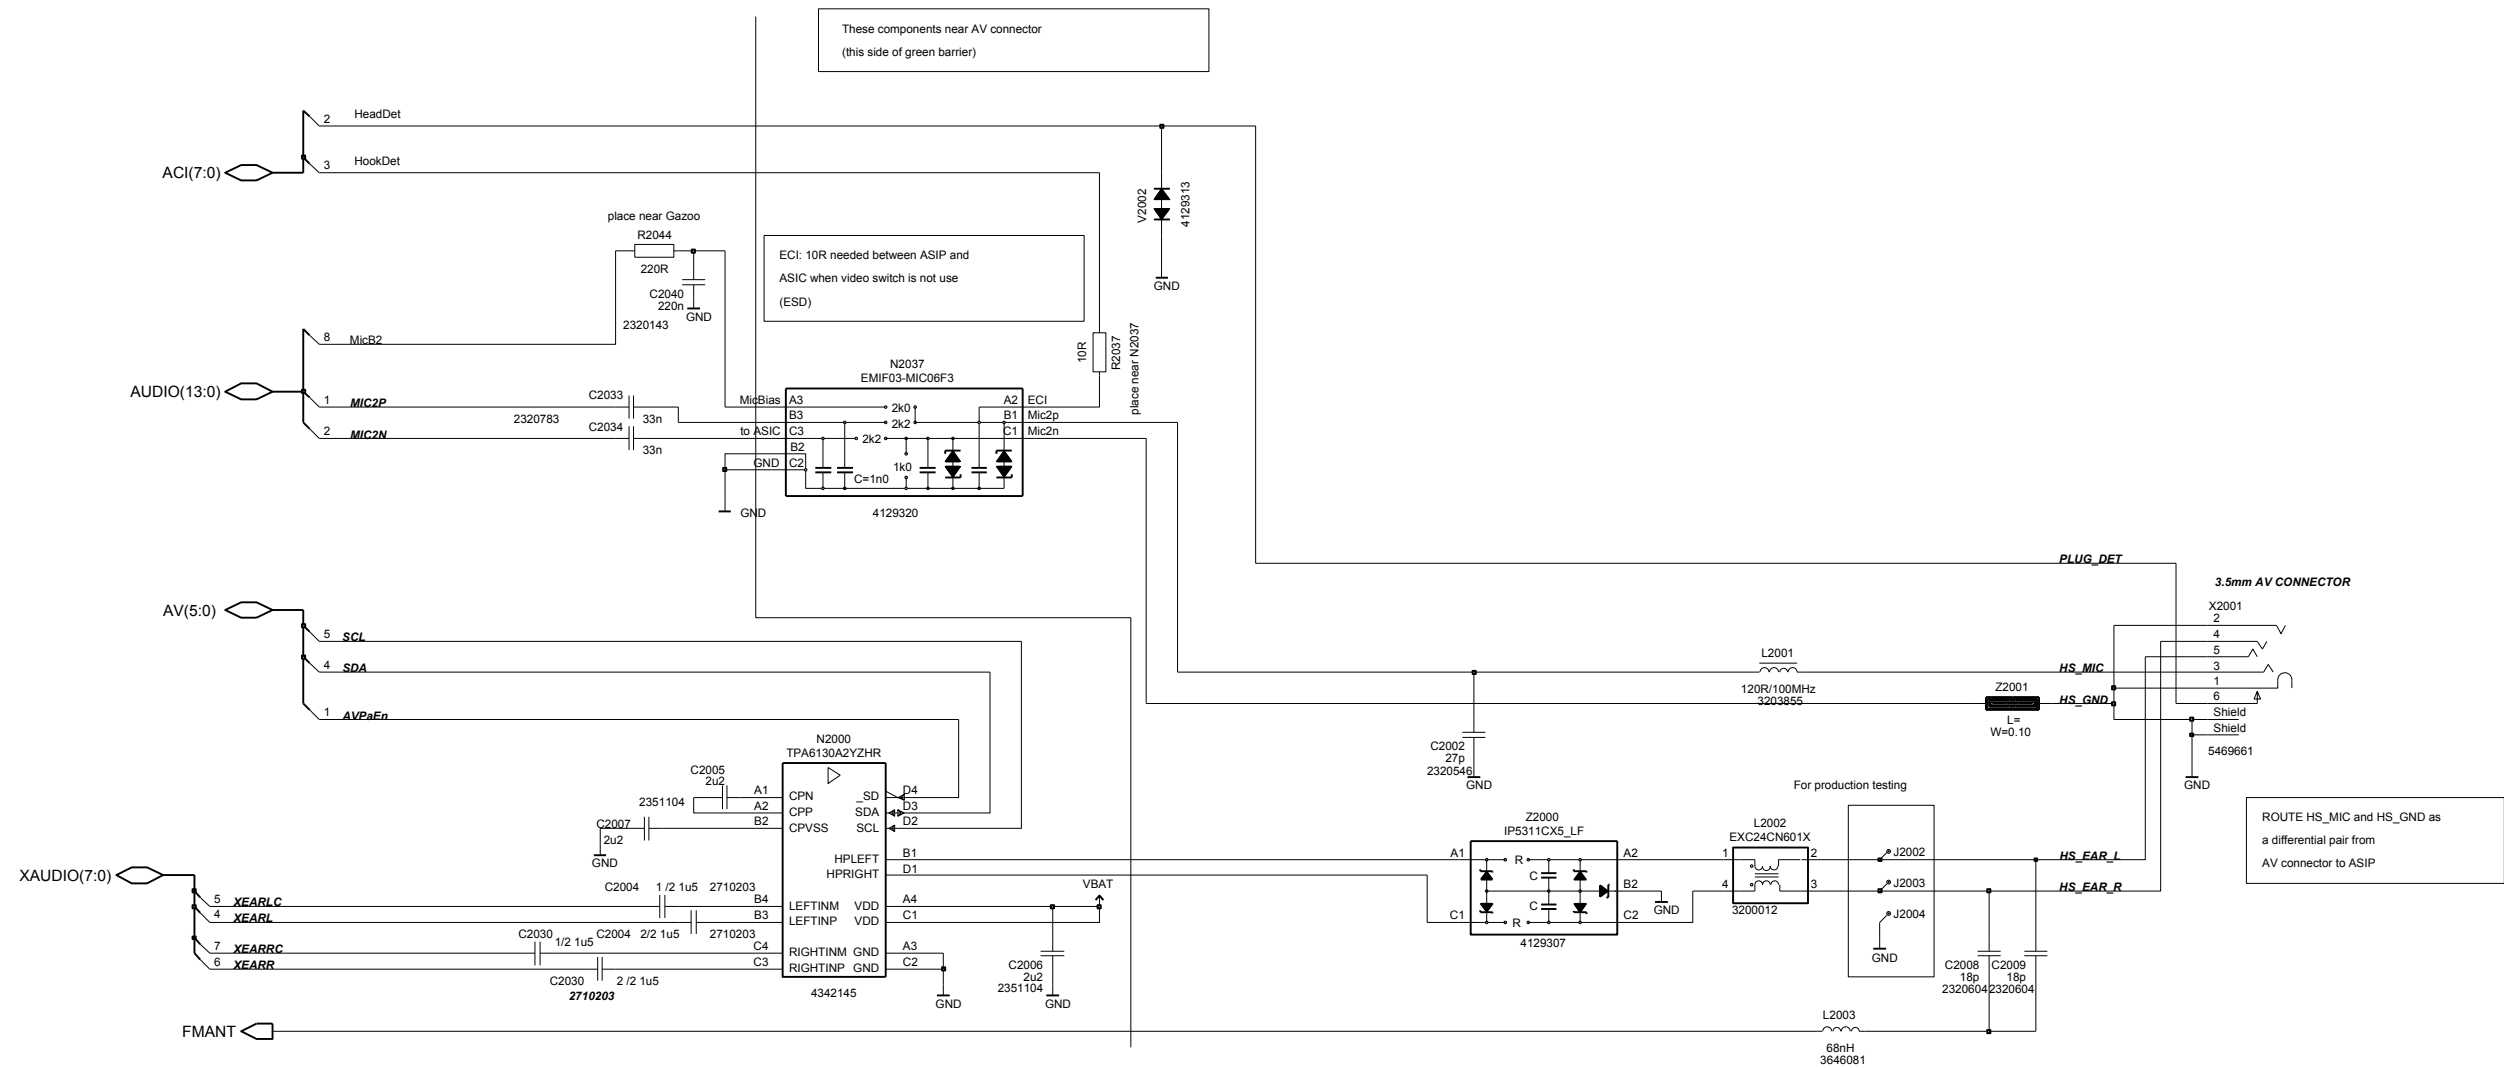 These components near AV connector
(this side of green barrier)
2 HeadDet
3 HookDet
ACI(7:0)
V2002
4129313
GND
place near Gazoo
R2044
220R
C2040
220n
GND
2320143
ECI: 10R needed between ASIP and
ASIC when video switch is not use
(ESD)
8 MicB2
AUDIO(13:0)
1 MIC2P
2 MIC2N
2320783
C2033
33n
C2034
33n
10R
R2037
place near N2037
N2037
EMIF03-MIC06F3
MicBias A3
B3
to ASIC C3
B2
GND C2
2k0
2k2
2k2
1k0
C=1n0
A2 ECI
B1 Mic2p
C1 Mic2n
GND
4129320
PLUG_DET
3.5mm AV CONNECTOR
X2001
2
4
5
3
1
6
Shield
Shield
5469661
GND
AV(5:0)
5 SCL
4 SDA
1 AVPaEn
L2001
120R/100MHz
3203855
HS_MIC
Z2001
L=
W=0.10
HS_GND
C2002
27p
2320546
GND
N2000
TPA6130A2YZHR
C2005
2u2
2351104
C2007
2u2
GND
A1 CPN
A2 CPP
B2 CPVSS
_SD D4
SDA D3
SCL D2
HPLEFT B1
HPRIGHT D1
B4 LEFTINM VDD A4
B3 LEFTINP VDD C1
C4 RIGHTINM GND A3
C3 RIGHTINP GND C2
4342145
VBAT
C2006
2u2
2351104
GND
GND
XAUDIO(7:0)
5 XEARLC
4 XEARL
7 XEARRC
6 XEARR
C2004 1 /2 1u5 2710203
C2004 2/2 1u5 2710203
C2030 1/2 1u5
C2030 2 /2 1u5
2710203
Z2000
IP5311CX5_LF
A1 R A2
C
B2
GND
C
C1 R C2
4129307
L2002
EXC24CN601X
1 2
4 3
3200012
For production testing
J2002
J2003
J2004
GND
HS_EAR_L
HS_EAR_R
C2008
18p
2320604
C2009
18p
2320604
ROUTE HS_MIC and HS_GND as
a differential pair from
AV connector to ASIP
FMANT
L2003
68nH
3646081